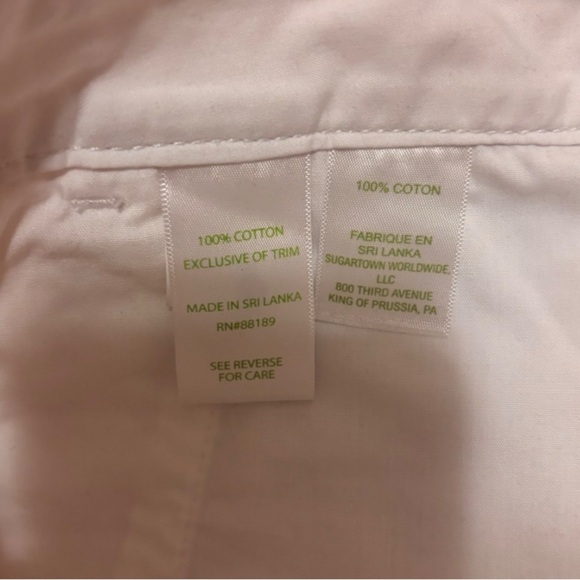 100% COTTON
EXCLUSIVE OF TRIM
MADE IN SRI LANKA
RN#88189
SEE REVERSE
FOR CARE
100% COTON
FABRIQUE EN
SRI LANKA
SUGARTOWN WORLDWIDE,
LLC
800 THIRD AVENUE
KING OF PRUSSIA, PA